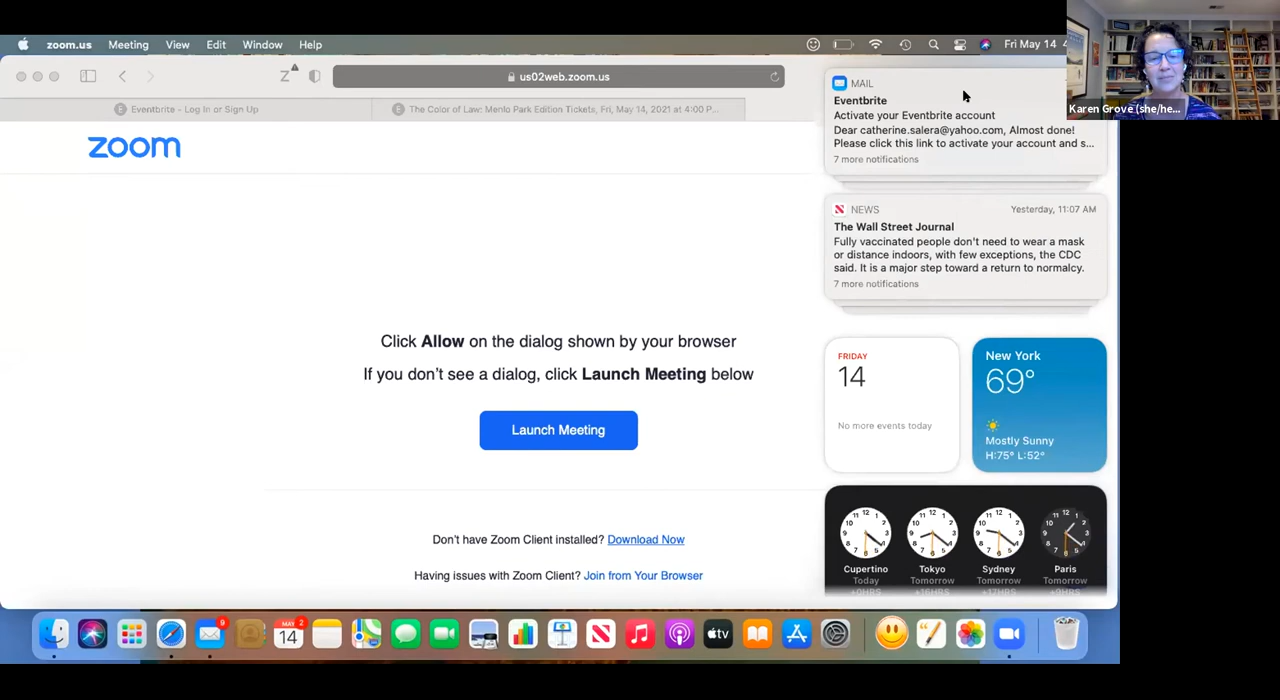 zoom.us Meeting View Edit Window Help
Fri May 14
us02web.zoom.us
Eventbrite - Log In or Sign Up
The Color of Law: Menlo Park Edition Tickets, Fri, May 14, 2021 at 4:00 P...
Karen Grove (she/he...
zoom
MAIL
Eventbrite
Activate your Eventbrite account
Dear catherine.salera@yahoo.com, Almost done!
Please click this link to activate your account and s...
7 more notifications
NEWS Yesterday, 11:07 AM
The Wall Street Journal
Fully vaccinated people don't need to wear a mask
or distance indoors, with few exceptions, the CDC
said. It is a major step toward a return to normalcy.
7 more notifications
Click Allow on the dialog shown by your browser
If you don't see a dialog, click Launch Meeting below
Launch Meeting
FRIDAY
14
No more events today
New York
69°
Mostly Sunny
H:75° L:52°
Don't have Zoom Client installed? Download Now
Having issues with Zoom Client? Join from Your Browser
Cupertino Tokyo Sydney Paris
Today Tomorrow Tomorrow Tomorrow
9
MAY 2
14
tv